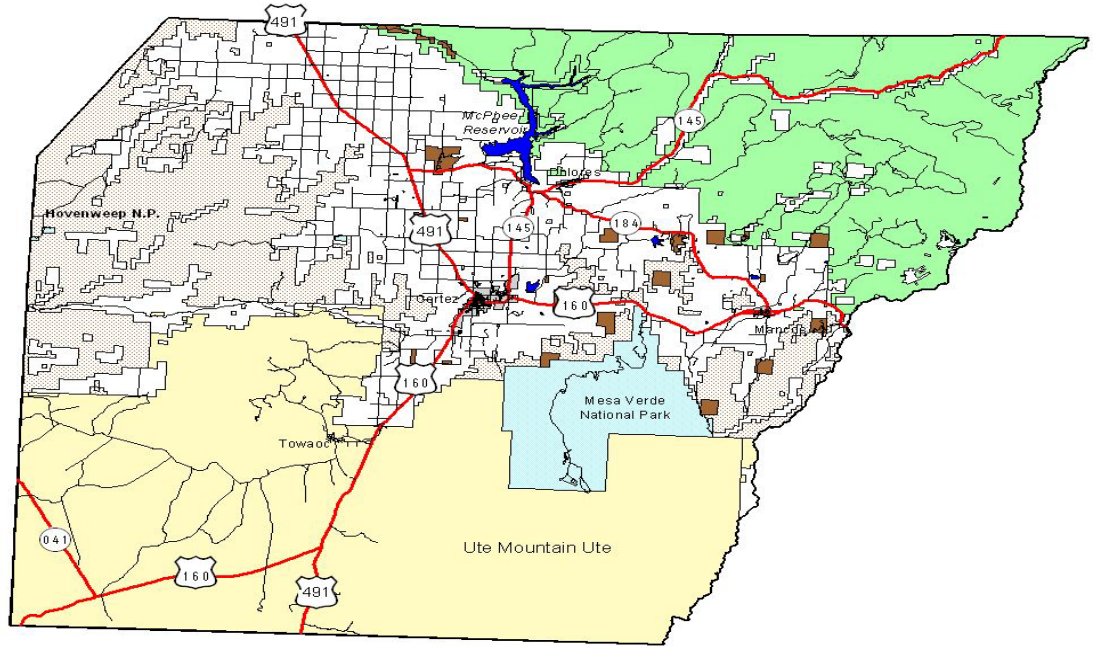 491
McPhee
Reservoir
145
Dolores
Hovenweep N.P.
491
145
184
Cortez
160
Mancos
160
Mesa Verde
National Park
Towaoc
041
Ute Mountain Ute
160
491